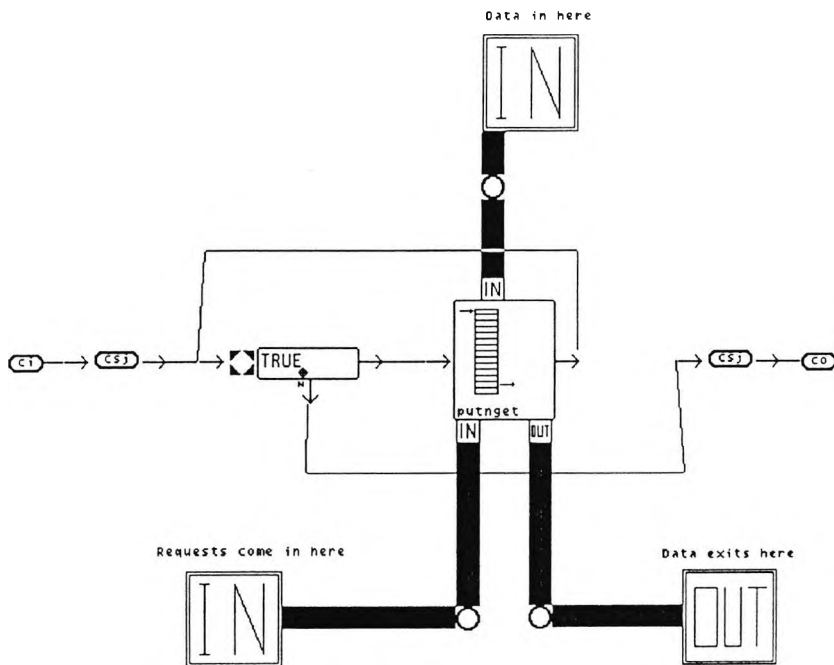 Data in here
IN
IN
ci
csj
TRUE
N
putnget
csj
co
IN
OUT
Requests come in here
Data exits here
IN
OUT